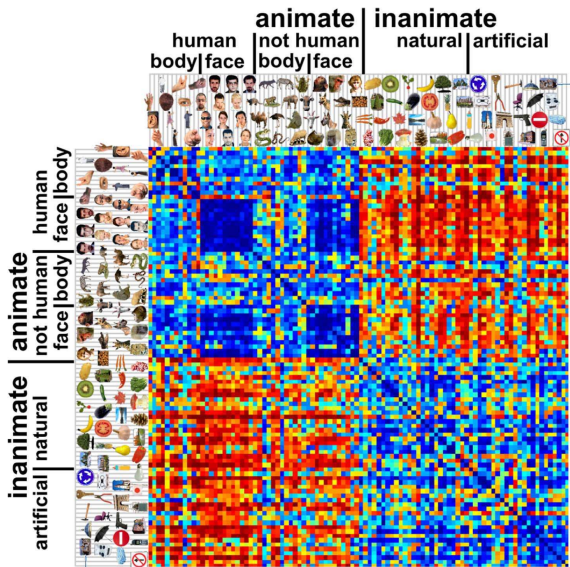 animate | inanimate
human | not human | natural | artificial
body | face | body | face
human
face | body
animate
not human
face | body
inanimate
natural
artificial